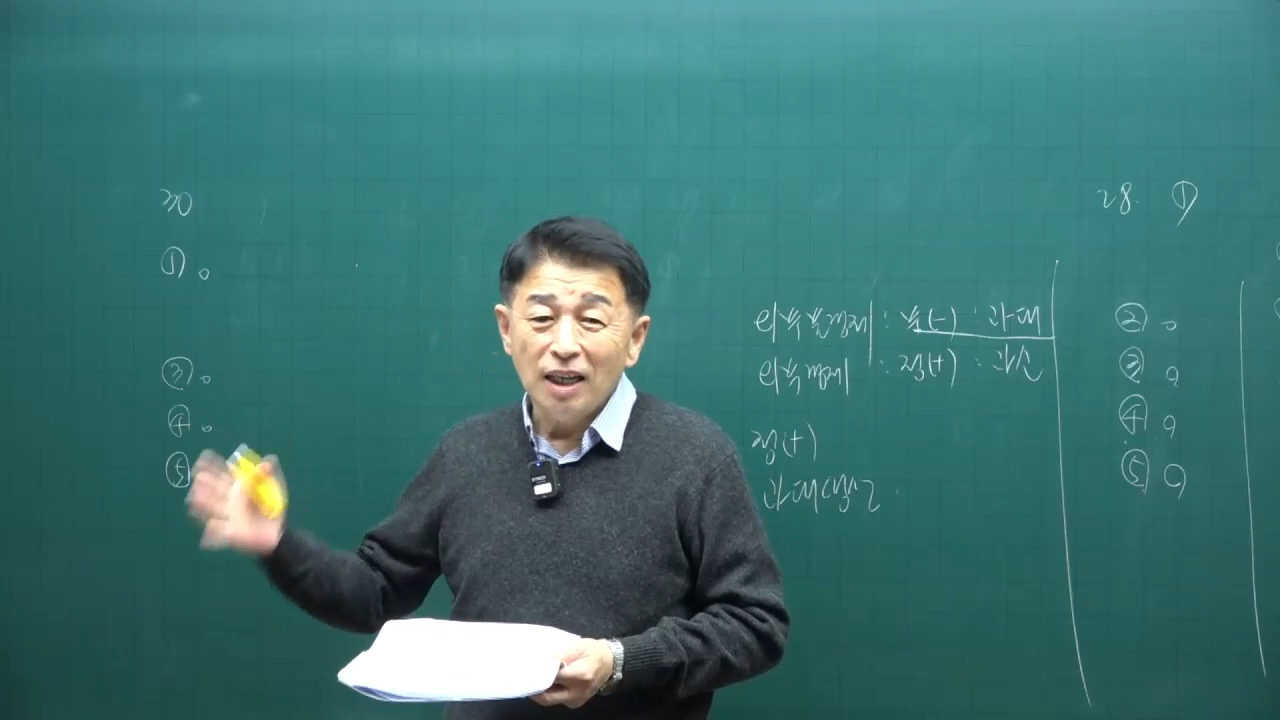 30
① o
③ o
④ o
⑤
외부불경제 : 부(-) : 과대
외부경제 : 정(+) : 과소
정(+)
과대생산.
28. ①
② o
③ o
④ o
⑤ o